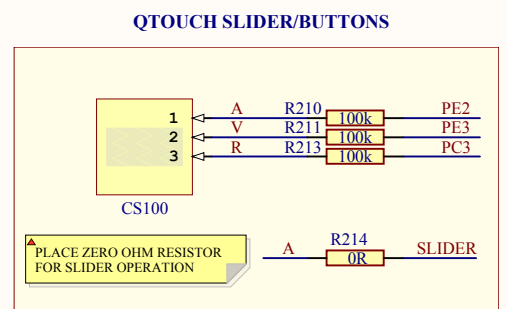 QTOUCH SLIDER/BUTTONS
1 A R210 100k PE2
2 V R211 100k PE3
3 R R213 100k PC3
CS100
PLACE ZERO OHM RESISTOR
FOR SLIDER OPERATION
A R214 0R SLIDER